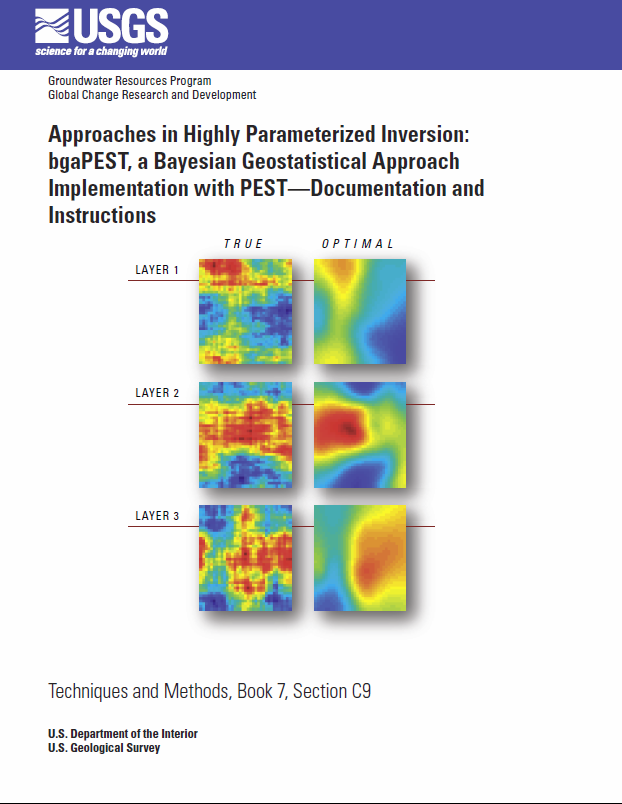 USGS
science for a changing world
Groundwater Resources Program
Global Change Research and Development
Approaches in Highly Parameterized Inversion:
bgaPEST, a Bayesian Geostatistical Approach
Implementation with PEST—Documentation and
Instructions
TRUE OPTIMAL
LAYER 1
LAYER 2
LAYER 3
Techniques and Methods, Book 7, Section C9
U.S. Department of the Interior
U.S. Geological Survey